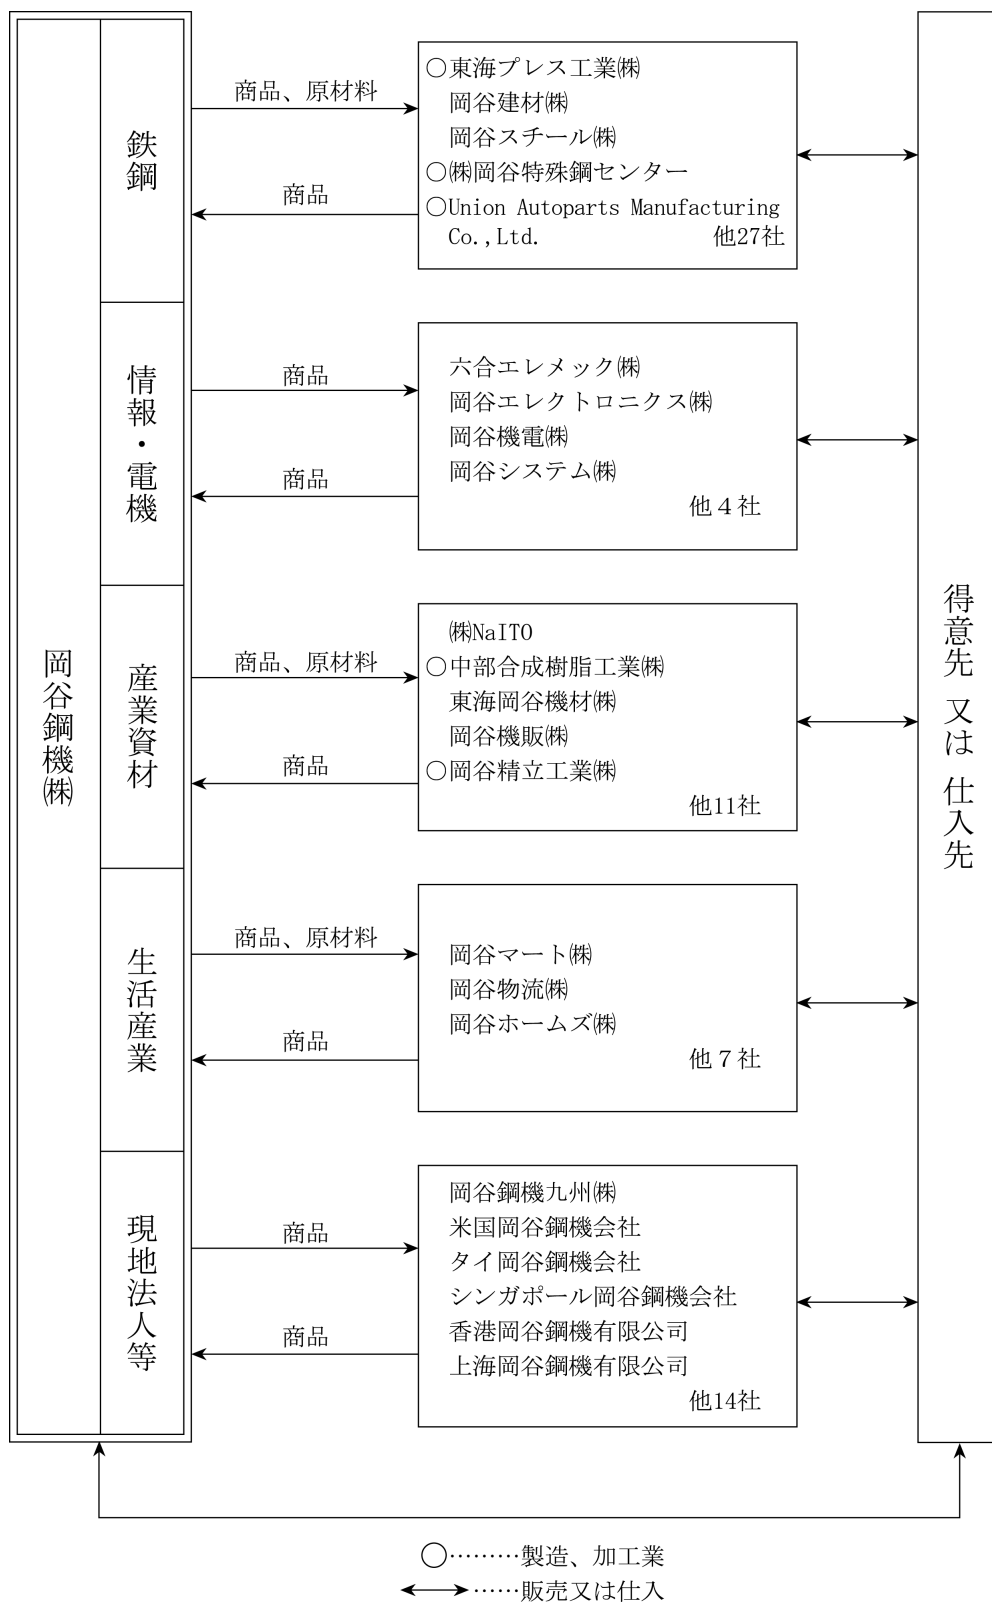 岡谷鋼機㈱
鉄鋼
商品、原材料
商品
○東海プレス工業㈱
岡谷建材㈱
岡谷スチール㈱
○㈱岡谷特殊鋼センター
○Union Autoparts Manufacturing
Co.,Ltd. 他27社
情報・電機
商品
商品
六合エレメック㈱
岡谷エレクトロニクス㈱
岡谷機電㈱
岡谷システム㈱
他４社
産業資材
商品、原材料
商品
㈱NaITO
○中部合成樹脂工業㈱
東海岡谷機材㈱
岡谷機販㈱
○岡谷精立工業㈱
他11社
生活産業
商品、原材料
商品
岡谷マート㈱
岡谷物流㈱
岡谷ホームズ㈱
他７社
現地法人等
商品
商品
岡谷鋼機九州㈱
米国岡谷鋼機会社
タイ岡谷鋼機会社
シンガポール岡谷鋼機会社
香港岡谷鋼機有限公司
上海岡谷鋼機有限公司
他14社
得意先 又は 仕入先
○………製造、加工業
……販売又は仕入